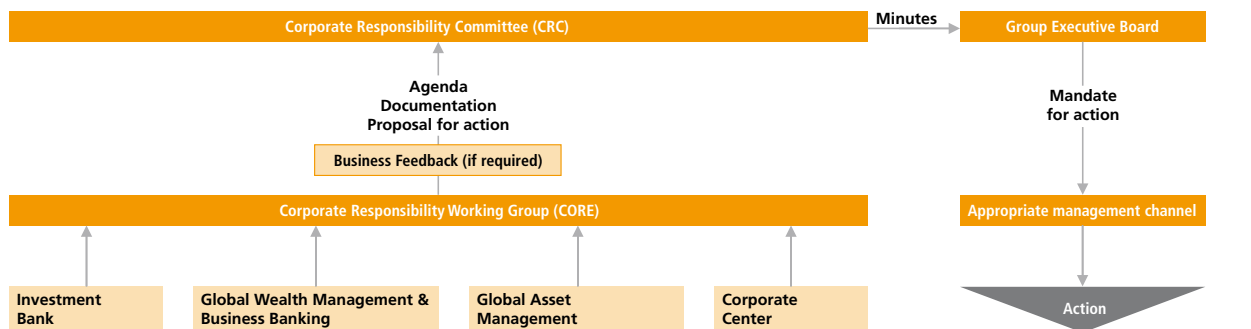 Corporate Responsibility Committee (CRC)
Minutes
Group Executive Board
Agenda
Documentation
Proposal for action
Mandate
for action
Business Feedback (if required)
Corporate Responsibility Working Group (CORE)
Appropriate management channel
Investment
Bank
Global Wealth Management &
Business Banking
Global Asset
Management
Corporate
Center
Action